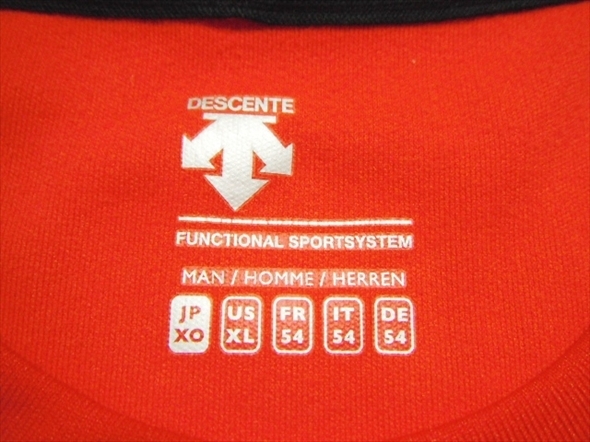 DESCENTE
FUNCTIONAL SPORTSYSTEM
MAN / HOMME / HERREN
JP US FR IT DE
XO XL 54 54 54